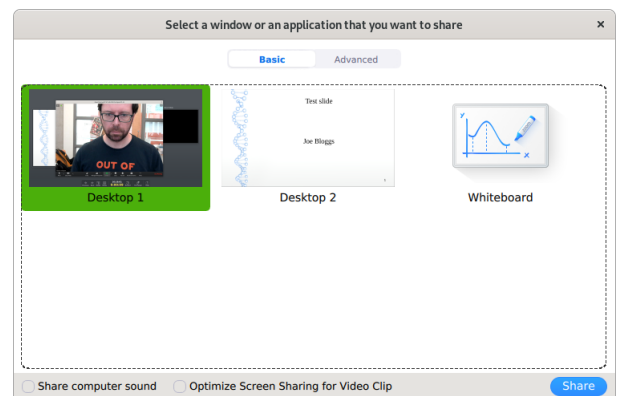 Select a window or an application that you want to share
×
Basic Advanced
Test slide
Joe Bloggs
OUT OF
y
x
Desktop 1 Desktop 2 Whiteboard
Share computer sound Optimize Screen Sharing for Video Clip Share